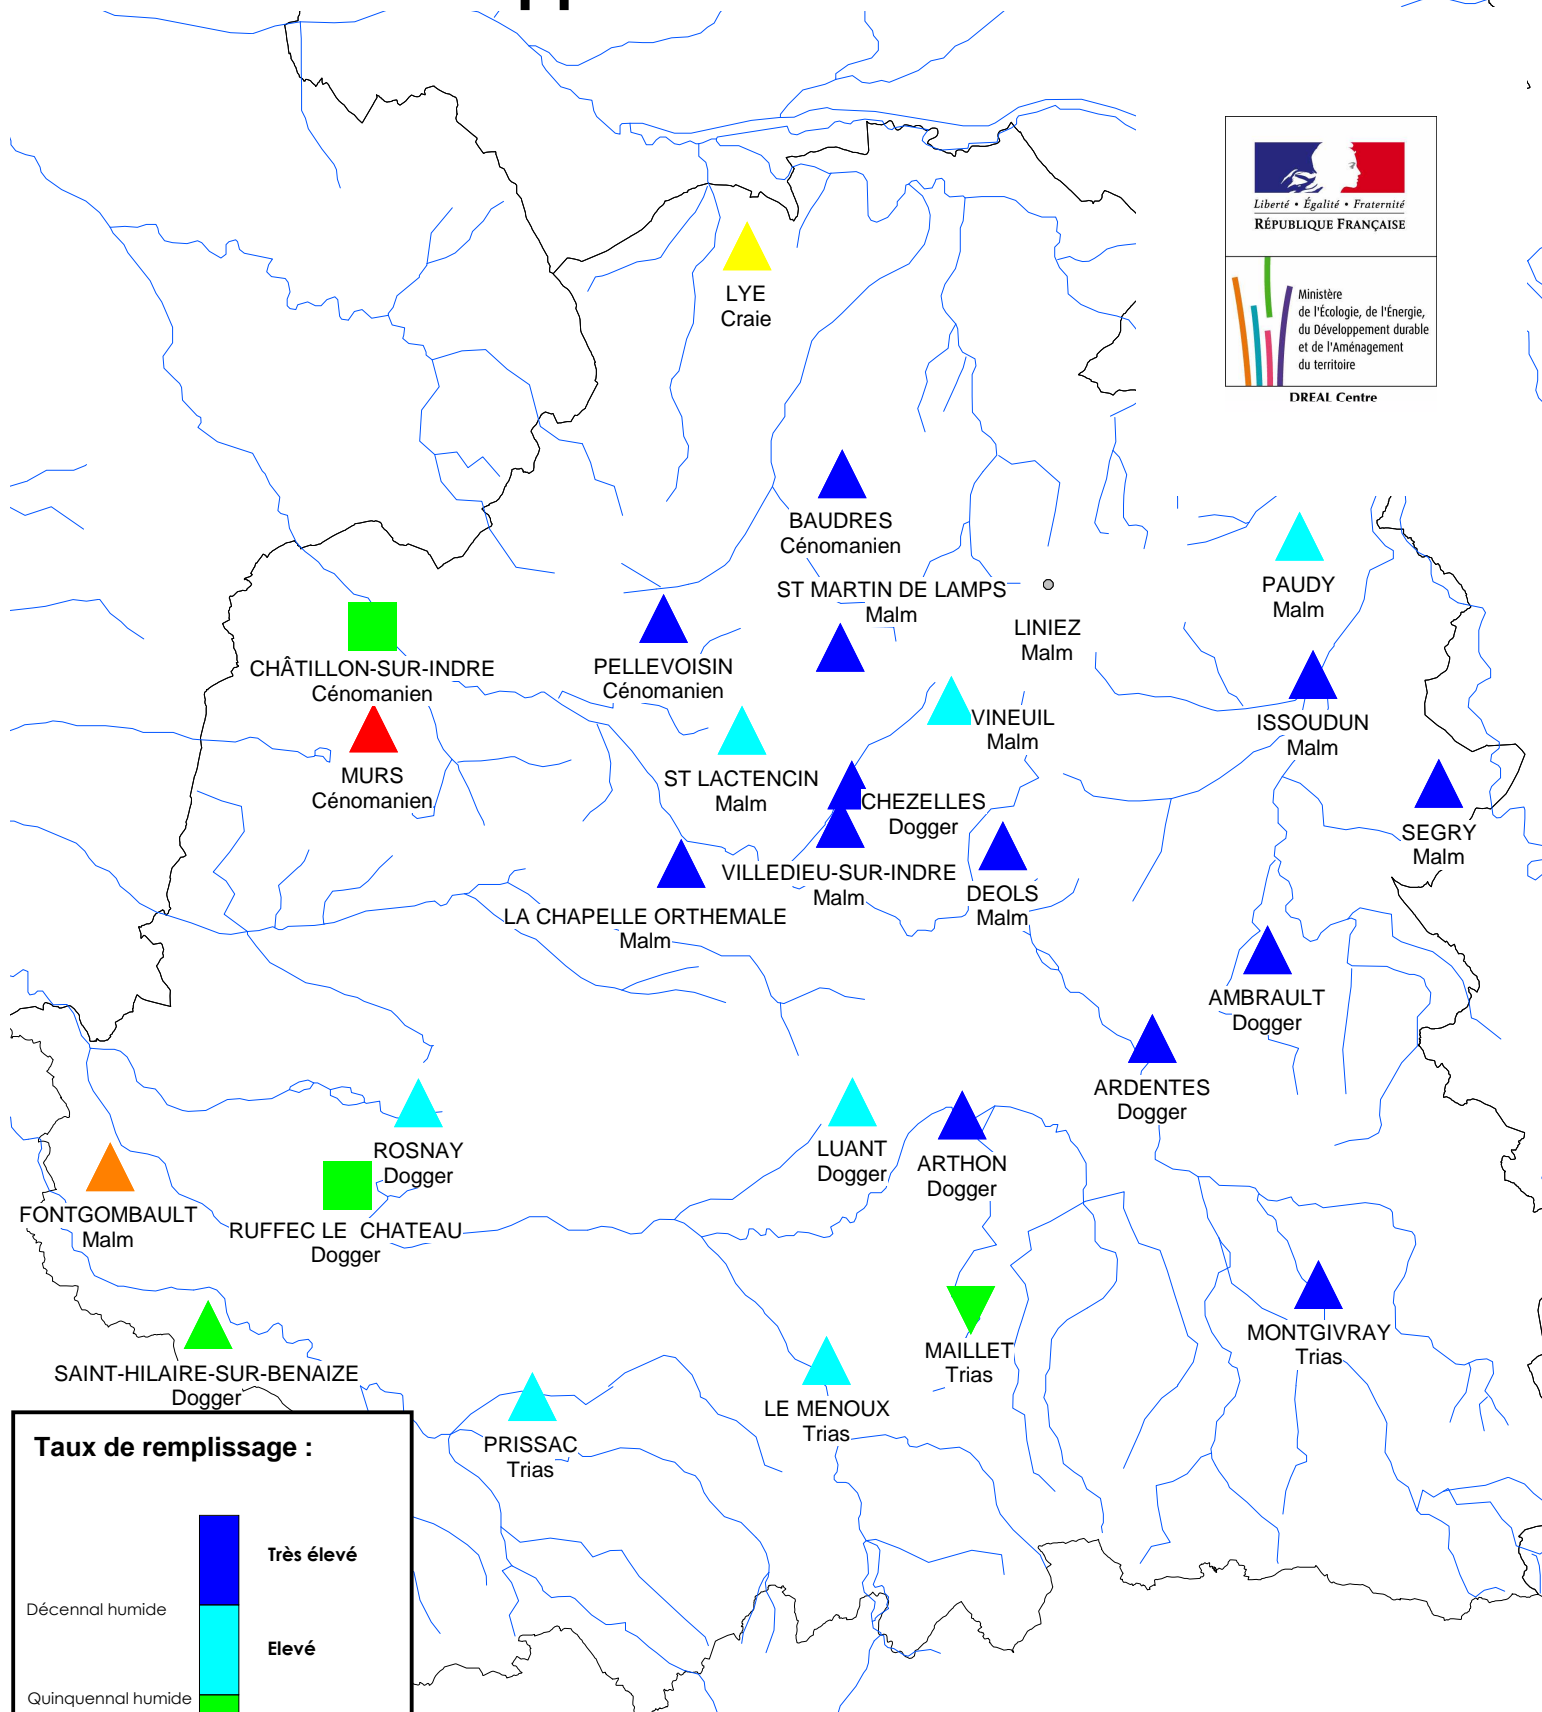 Liberté • Égalité • Fraternité
RÉPUBLIQUE FRANÇAISE
Ministère
de l'Écologie, de l'Énergie,
du Développement durable
et de l'Aménagement
du territoire
DREAL Centre
LYE
Craie
BAUDRES
Cénomanien
ST MARTIN DE LAMPS
Malm
LINIEZ
Malm
PAUDY
Malm
CHÂTILLON-SUR-INDRE
Cénomanien
PELLEVOISIN
Cénomanien
VINEUIL
Malm
ISSOUDUN
Malm
MURS
Cénomanien
ST LACTENCIN
Malm
CHEZELLES
Dogger
SEGRY
Malm
VILLEDIEU-SUR-INDRE
Malm
DEOLS
Malm
LA CHAPELLE ORTHEMALE
Malm
AMBRAULT
Dogger
ARDENTES
Dogger
ROSNAY
Dogger
LUANT
Dogger
ARTHON
Dogger
FONTGOMBAULT
Malm
RUFFEC LE  CHATEAU
Dogger
MONTGIVRAY
Trias
MAILLET
Trias
SAINT-HILAIRE-SUR-BENAIZE
Dogger
LE MENOUX
Trias
PRISSAC
Trias
Taux de remplissage :
Très élevé
Décennal humide
Elevé
Quinquennal humide